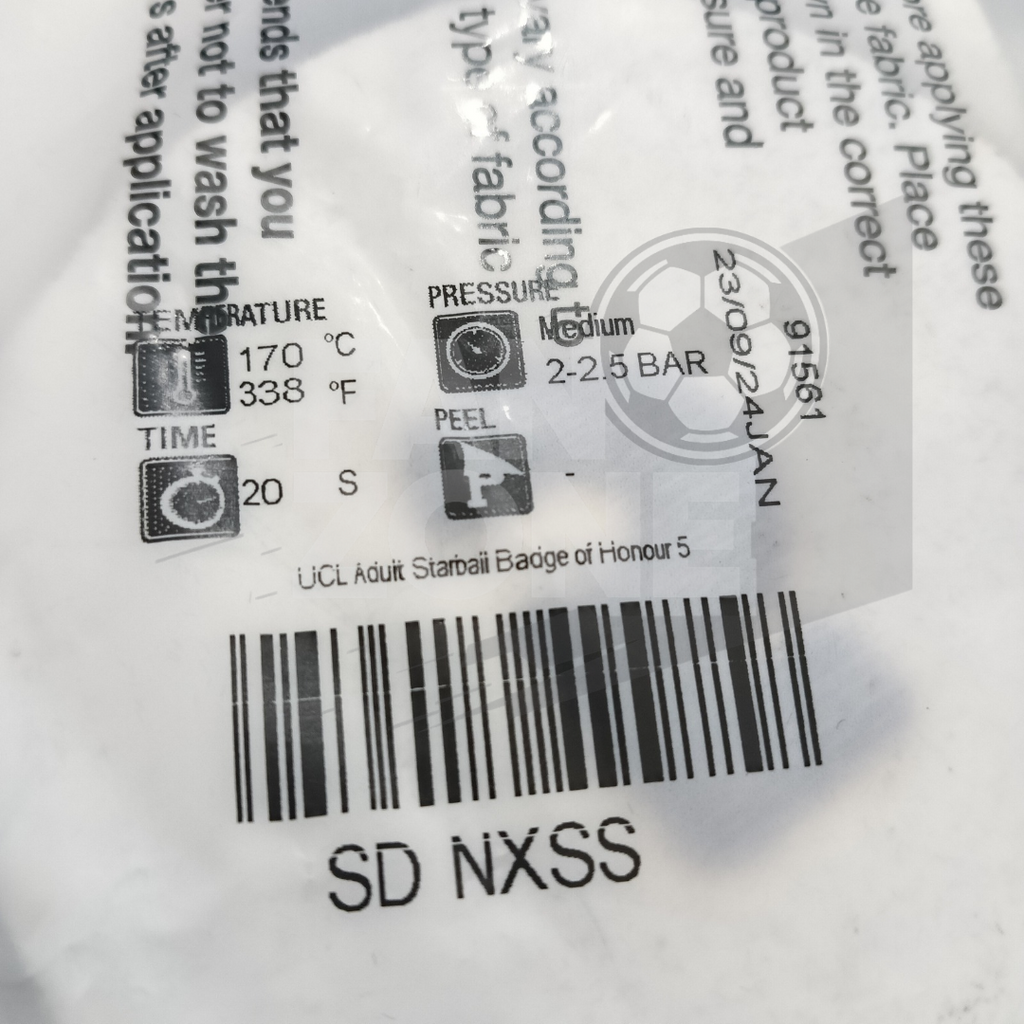 ends that you
r not to wash the
s after application.
vary according to
type of fabric
ore applying these
e fabric. Place
n in the correct
product
sure and
TEMPERATURE
170 °C
338 °F
PRESSURE
Medium
2-2.5 BAR
TIME
20 S
PEEL
P
-
23/09/24JAN
91561
UCL Adult Starball Badge of Honour 5
SD NXSS